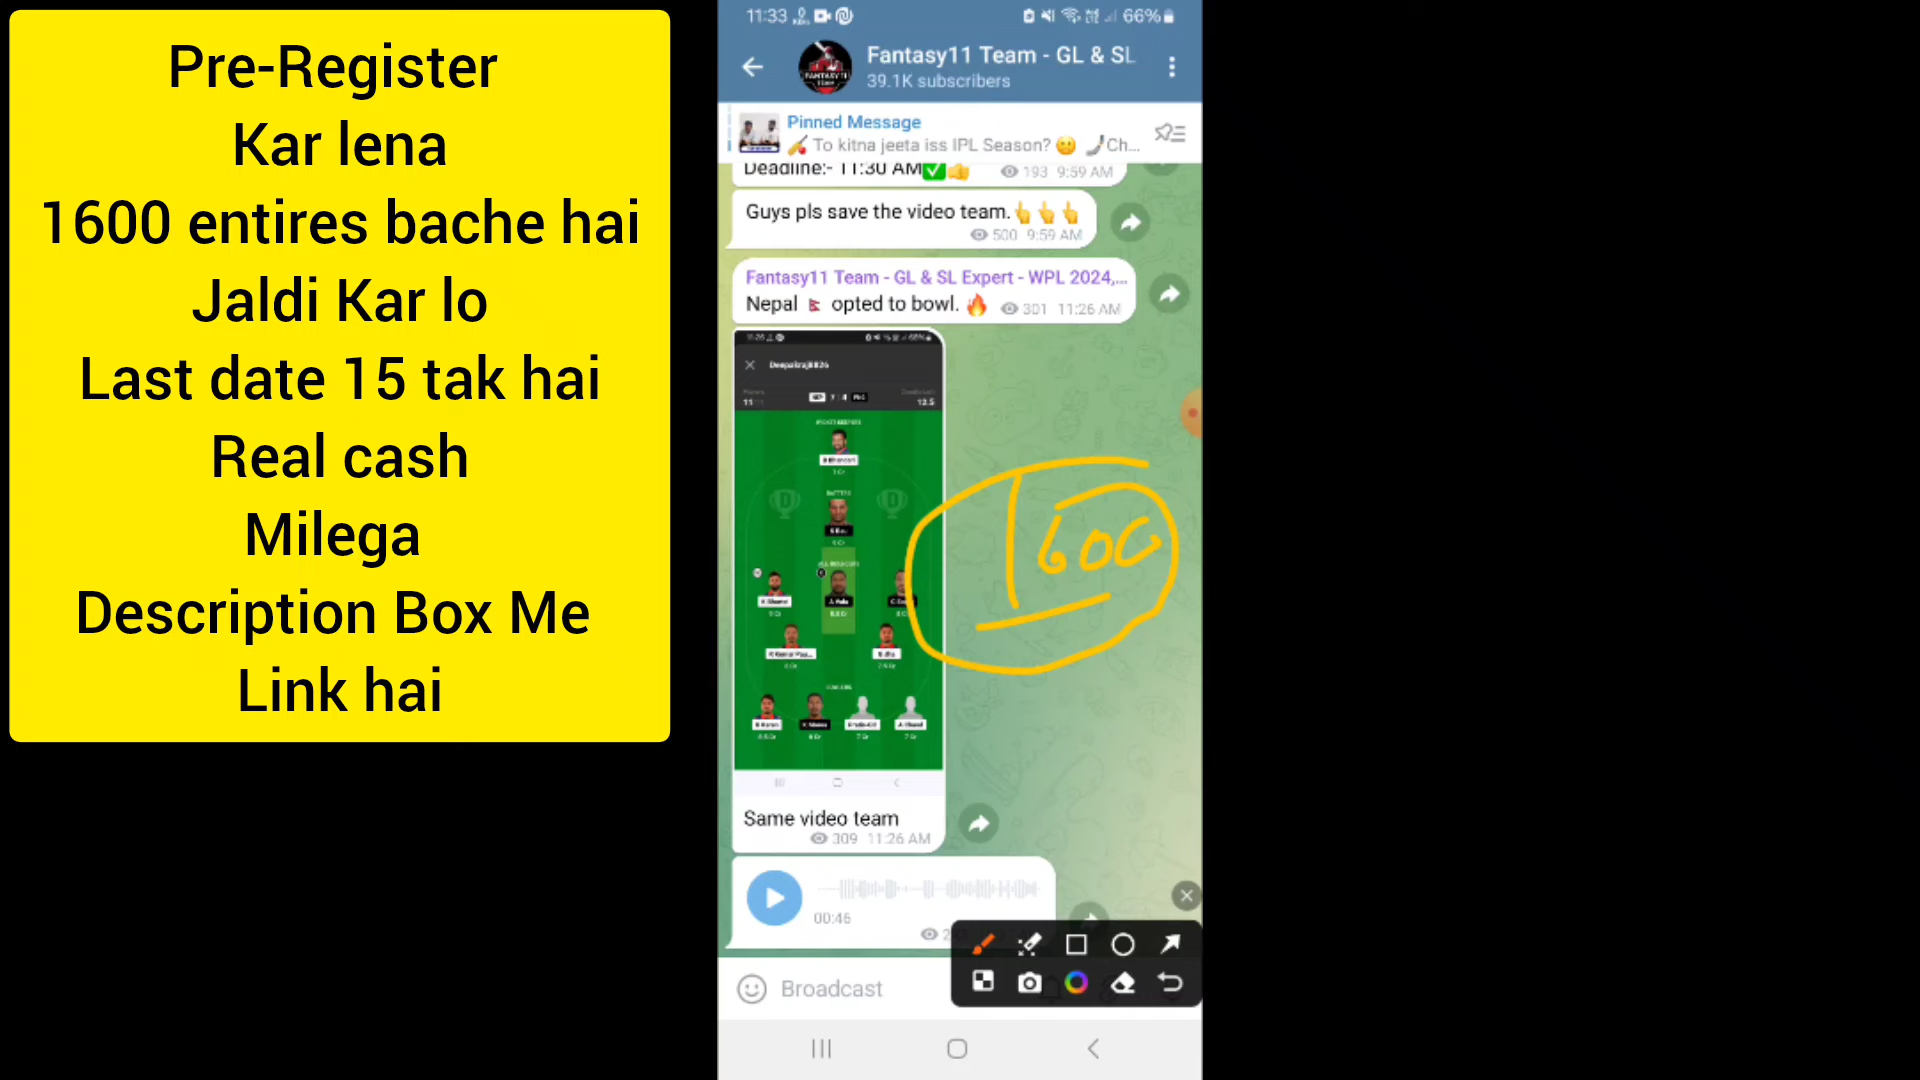 Pre-Register
Kar lena
1600 entires bache hai
Jaldi Kar lo
Last date 15 tak hai
Real cash
Milega
Description Box Me
Link hai
11:33
66%
Fantasy11 Team - GL & SL
39.1K subscribers
Pinned Message
🏏 To kitna jeeta iss IPL Season? 🙂 Ch...
Deadline:- 11:30 AM✅👍 193 9:59 AM
Guys pls save the video team.👆👆👆
500 9:59 AM
Fantasy11 Team - GL & SL Expert - WPL 2024,...
Nepal 🇳🇵 opted to bowl. 🔥 301 11:26 AM
12.5
1600
Same video team
309 11:26 AM
00:46
Broadcast